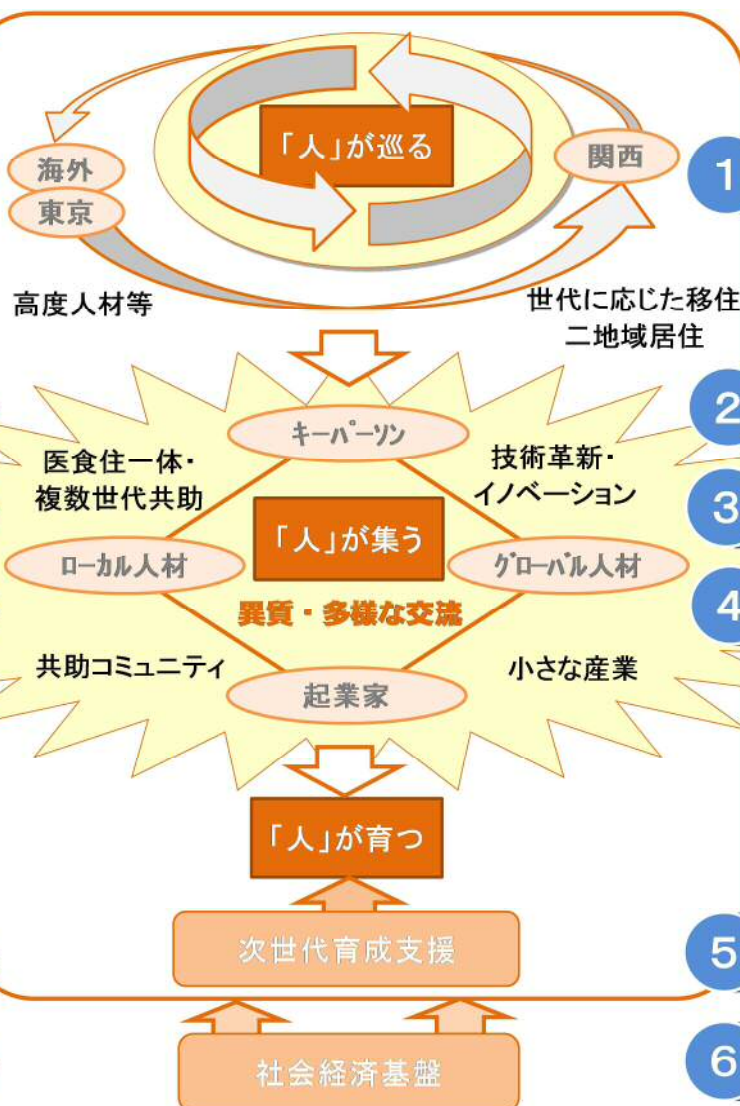 「人」が巡る
海外
東京
関西
1
高度人材等
世代に応じた移住
二地域居住
2
キーパーソン
医食住一体・
複数世代共助
技術革新・
イノベーション
3
「人」が集う
ローカル人材
グローバル人材
4
異質・多様な交流
共助コミュニティ
小さな産業
起業家
「人」が育つ
次世代育成支援
5
社会経済基盤
6